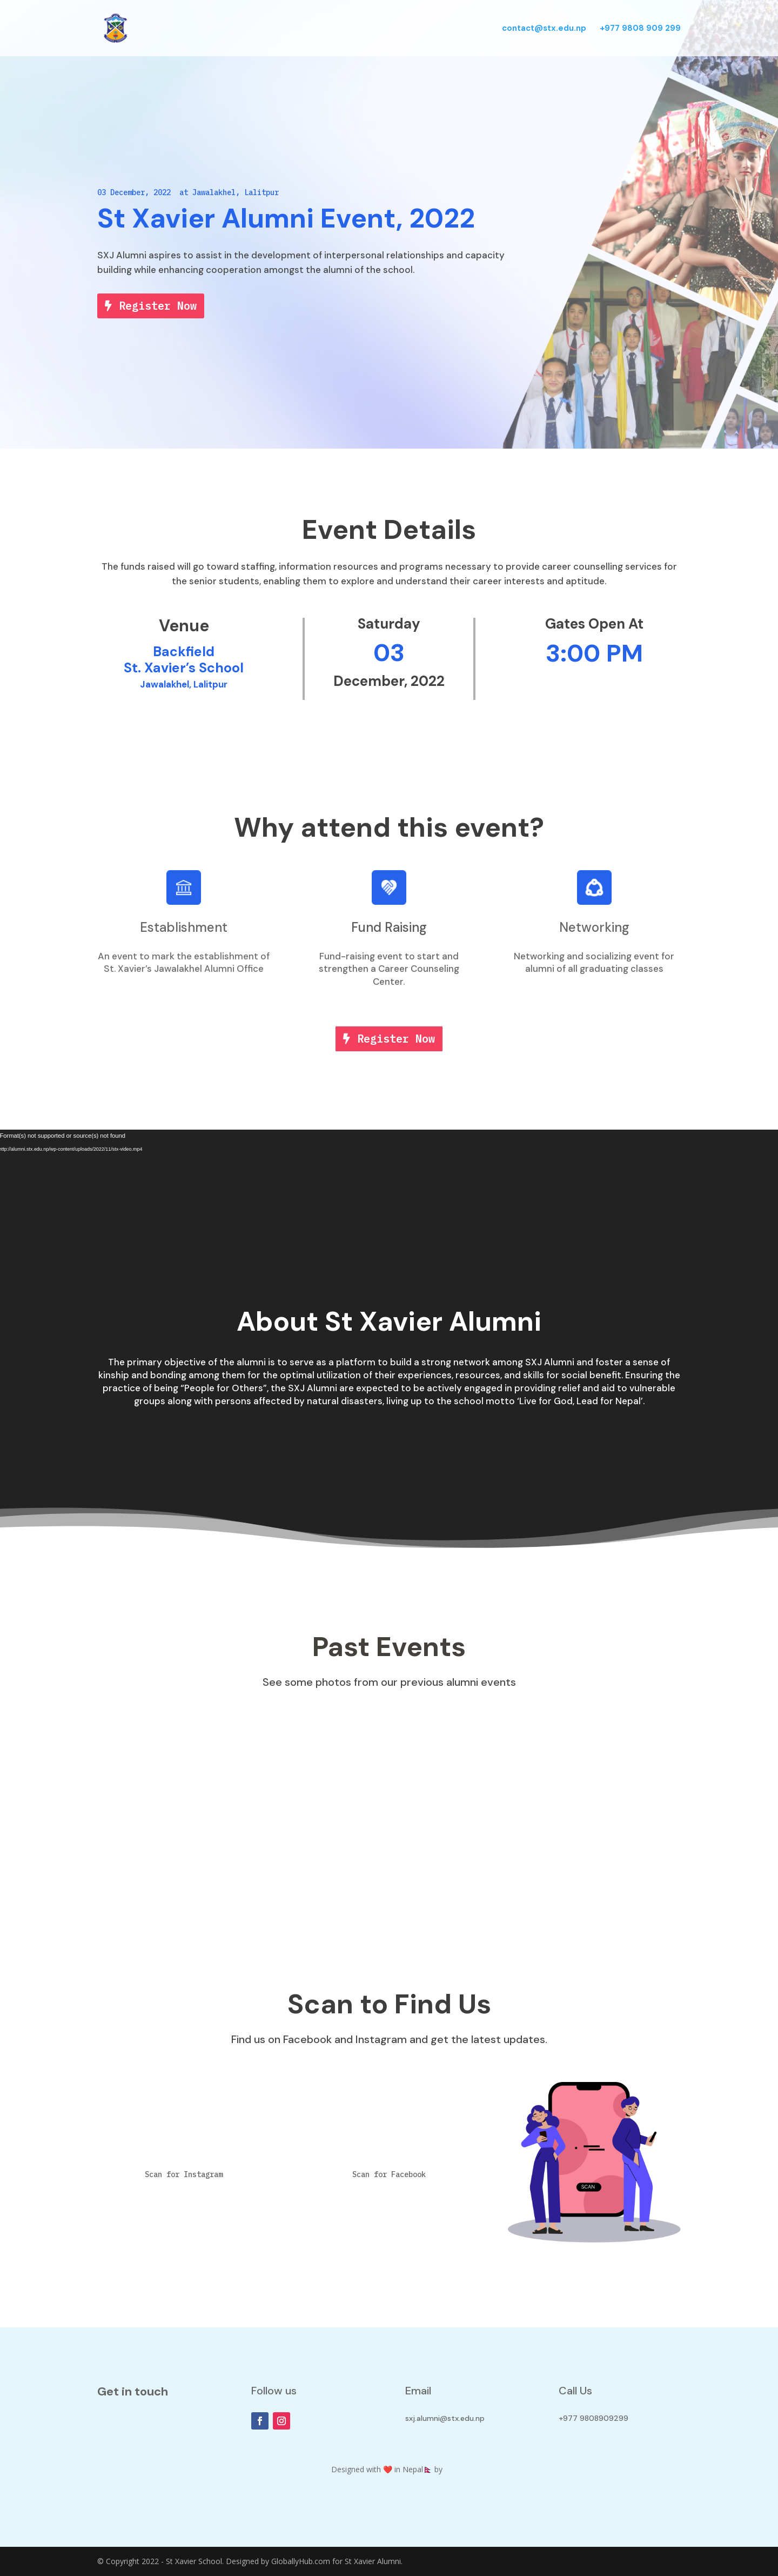 contact@stx.edu.np +977 9808 909 299
03 December, 2022 at Jawalakhel, Lalitpur
St Xavier Alumni Event, 2022
SXJ Alumni aspires to assist in the development of interpersonal relationships and capacity
building while enhancing cooperation amongst the alumni of the school.
Register Now
Event Details
The funds raised will go toward staffing, information resources and programs necessary to provide career counselling services for
the senior students, enabling them to explore and understand their career interests and aptitude.
Venue
Backfield
St. Xavier’s School
Jawalakhel, Lalitpur
Saturday
03
December, 2022
Gates Open At
3:00 PM
Why attend this event?
Establishment
An event to mark the establishment of
St. Xavier’s Jawalakhel Alumni Office
Fund Raising
Fund-raising event to start and
strengthen a Career Counseling
Center.
Networking
Networking and socializing event for
alumni of all graduating classes
Register Now
Format(s) not supported or source(s) not found
About St Xavier Alumni
The primary objective of the alumni is to serve as a platform to build a strong network among SXJ Alumni and foster a sense of
kinship and bonding among them for the optimal utilization of their experiences, resources, and skills for social benefit. Ensuring the
practice of being “People for Others”, the SXJ Alumni are expected to be actively engaged in providing relief and aid to vulnerable
groups along with persons affected by natural disasters, living up to the school motto ‘Live for God, Lead for Nepal’.
Past Events
See some photos from our previous alumni events
Scan to Find Us
Find us on Facebook and Instagram and get the latest updates.
Scan for Instagram
Scan for Facebook
SCAN
Get in touch
Follow us
Email
sxj.alumni@stx.edu.np
Call Us
+977 9808909299
Designed with ❤️ in Nepal🇳🇵 by
© Copyright 2022 - St Xavier School. Designed by GloballyHub.com for St Xavier Alumni.